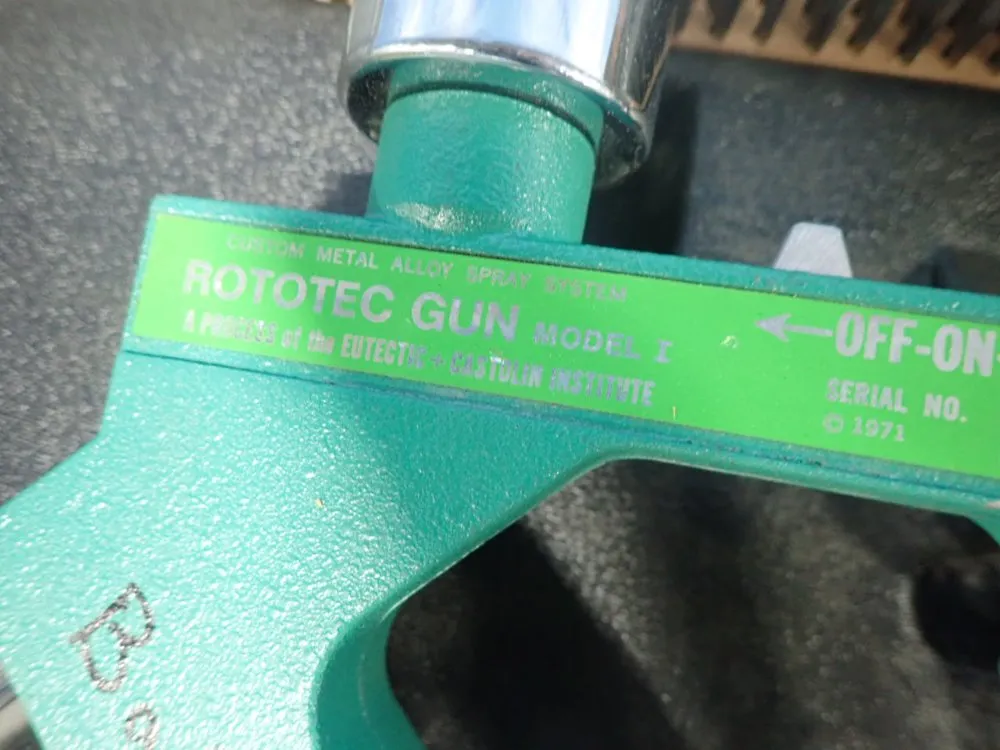 CUSTOM METAL ALLOY SPRAY SYSTEM
ROTOTEC GUN MODEL I
A PROCESS of the EUTECTIC + CASTOLIN INSTITUTE
←OFF-ON
SERIAL NO.
© 1971
B